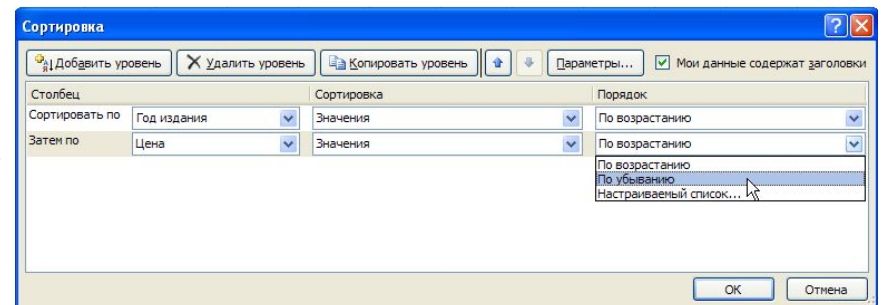 Сортировка
Добавить уровень Удалить уровень Копировать уровень Параметры... Мои данные содержат заголовки
Столбец Сортировка Порядок
Сортировать по Год издания Значения По возрастанию
Затем по Цена Значения По возрастанию
По возрастанию
По убыванию
Настраиваемый список...
ОК Отмена